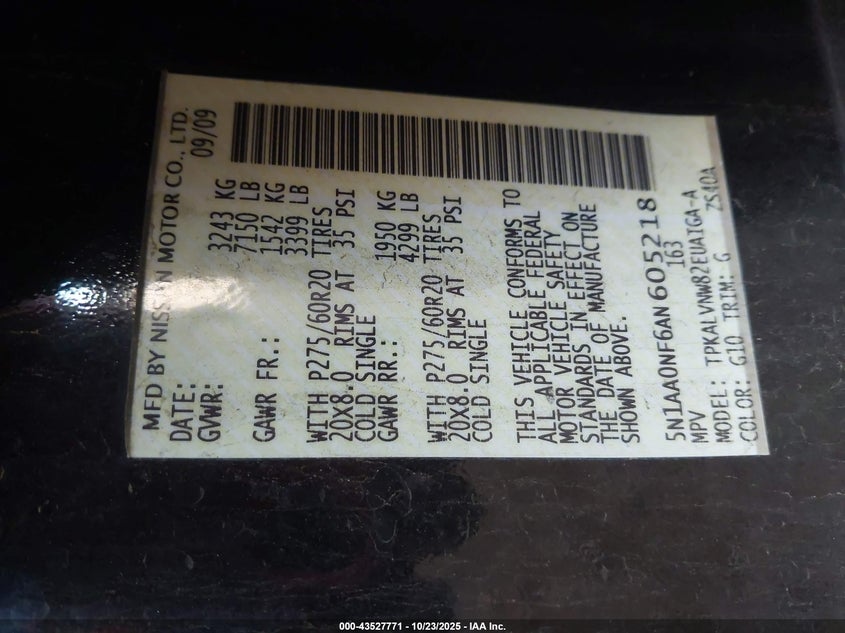 MFD BY NISSAN MOTOR CO., LTD.
DATE: 09/09
GVWR: 3243 KG
7150 LB
GAWR FR.: 1542 KG
3399 LB
WITH P275/60R20 TIRES
20X8.0 RIMS AT 35 PSI
COLD SINGLE
GAWR RR.: 1950 KG
4299 LB
WITH P275/60R20 TIRES
20X8.0 RIMS AT 35 PSI
COLD SINGLE
THIS VEHICLE CONFORMS TO
ALL APPLICABLE FEDERAL
MOTOR VEHICLE SAFETY
STANDARDS IN EFFECT ON
THE DATE OF MANUFACTURE
SHOWN ABOVE.
5N1AA0NF6AN605218
MPV 163
MODEL: TPKALVNW82EUAIGA-A
COLOR: G10 TRIM: G ZS40A
000-43527771 - 10/23/2025 - IAA Inc.